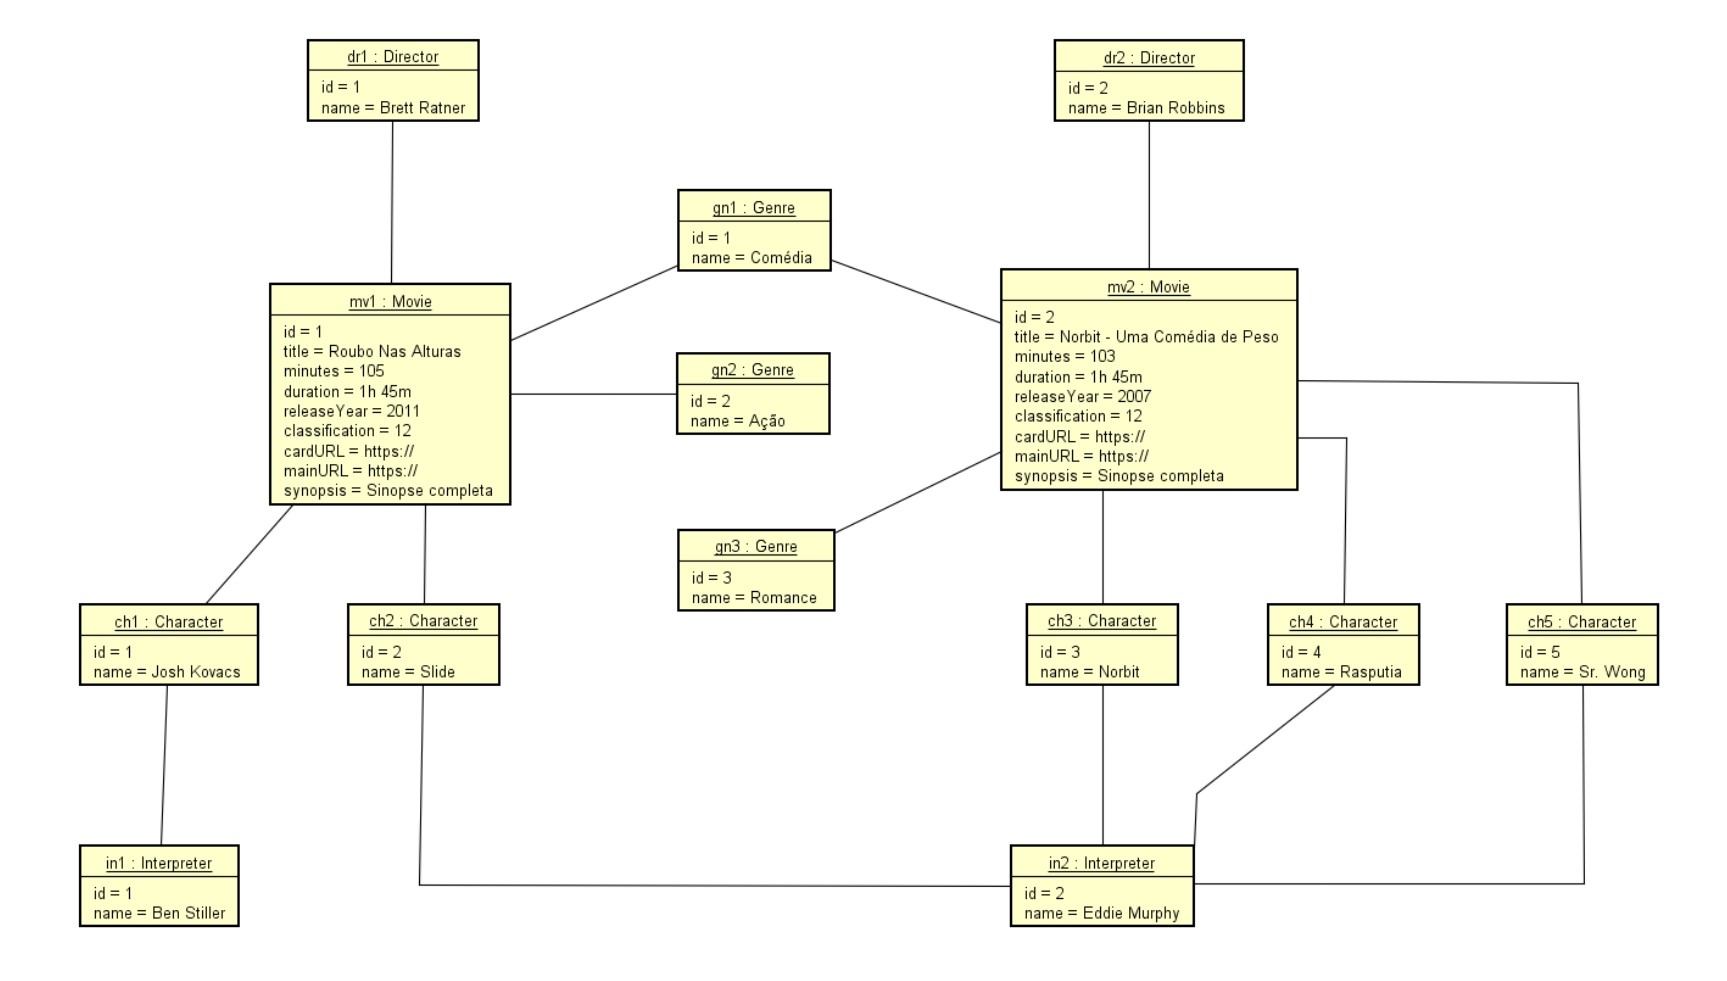 dr1 : Director
id = 1
name = Brett Ratner
dr2 : Director
id = 2
name = Brian Robbins
gn1 : Genre
id = 1
name = Comédia
mv1 : Movie
id = 1
title = Roubo Nas Alturas
minutes = 105
duration = 1h 45m
releaseYear = 2011
classification = 12
cardURL = https://
mainURL = https://
synopsis = Sinopse completa
gn2 : Genre
id = 2
name = Ação
mv2 : Movie
id = 2
title = Norbit - Uma Comédia de Peso
minutes = 103
duration = 1h 45m
releaseYear = 2007
classification = 12
cardURL = https://
mainURL = https://
synopsis = Sinopse completa
gn3 : Genre
id = 3
name = Romance
ch1 : Character
id = 1
name = Josh Kovacs
ch2 : Character
id = 2
name = Slide
ch3 : Character
id = 3
name = Norbit
ch4 : Character
id = 4
name = Rasputia
ch5 : Character
id = 5
name = Sr. Wong
in1 : Interpreter
id = 1
name = Ben Stiller
in2 : Interpreter
id = 2
name = Eddie Murphy